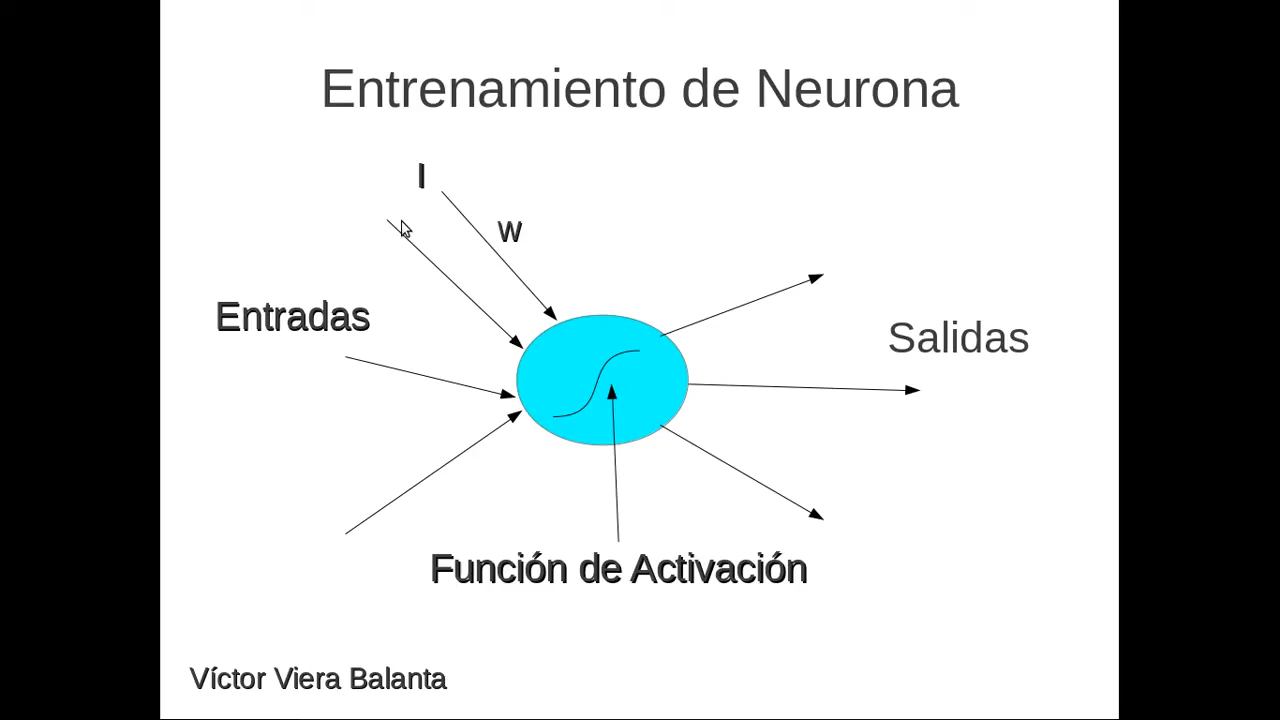 Entrenamiento de Neurona
I
W
Entradas
Salidas
Función de Activación
Víctor Viera Balanta